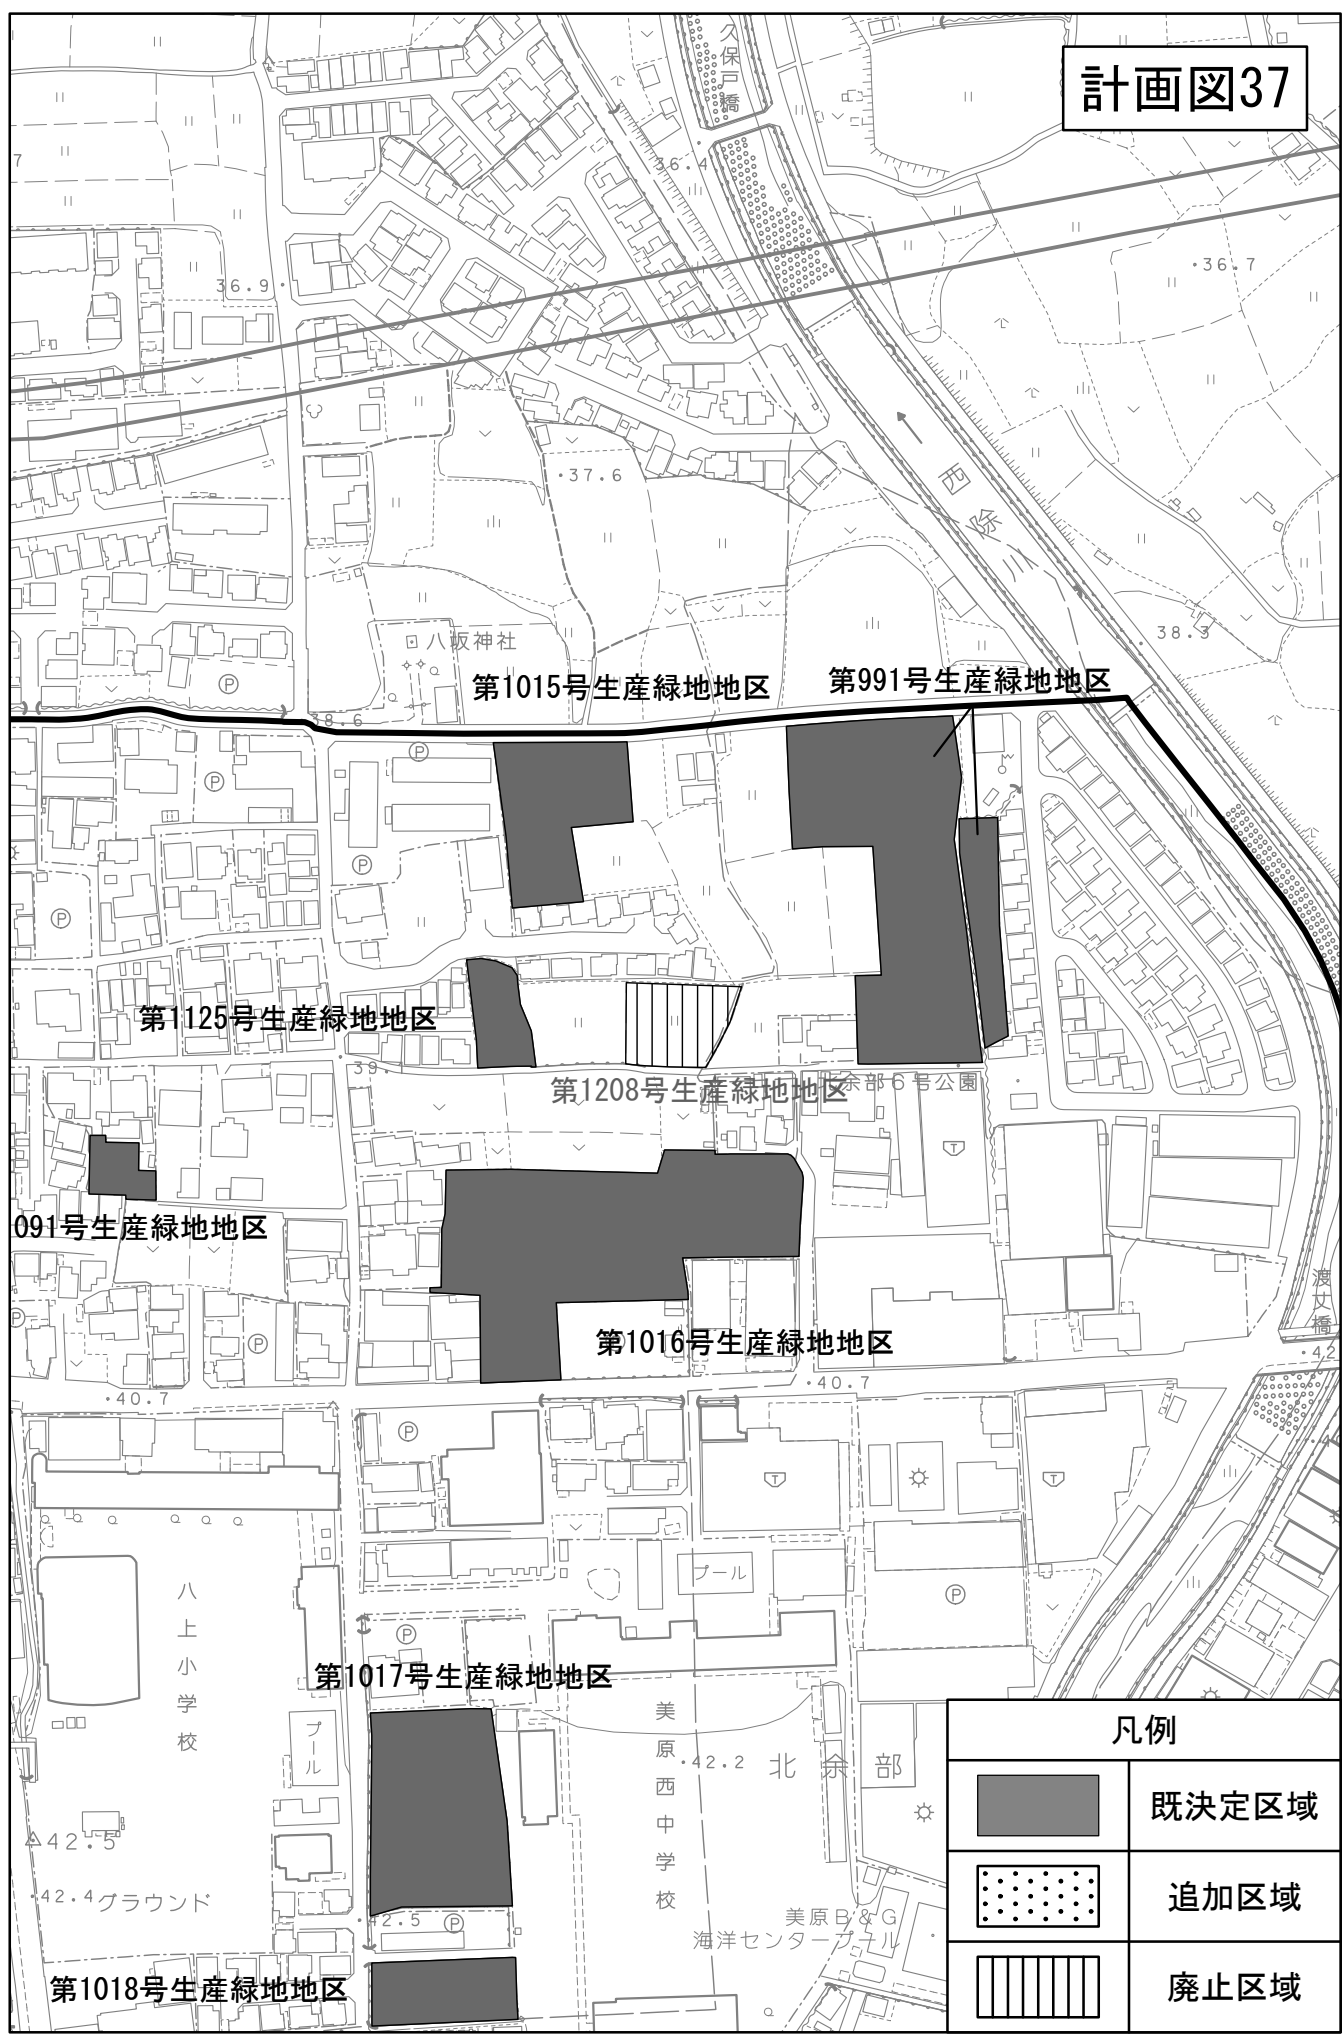 久保戸橋
計画図37
36.4
7
36.7
36.9
37.6
西除川
38.3
八坂神社
第1015号生産緑地地区
第991号生産緑地地区
38.6
P
P
P
P
P
第1125号生産緑地地区
39.
第1208号生産緑地地区
余部6号公園
T
091号生産緑地地区
渡丈橋
P
P
第1016号生産緑地地区
42
40.7
40.7
P
T
T
プール
P
八上小学校
P
第1017号生産緑地地区
美原西中学校
プール
42.2
北余部
凡例
既決定区域
42.5
追加区域
42.4
グラウンド
42.5
P
美原B&G
海洋センタープール
第1018号生産緑地地区
廃止区域